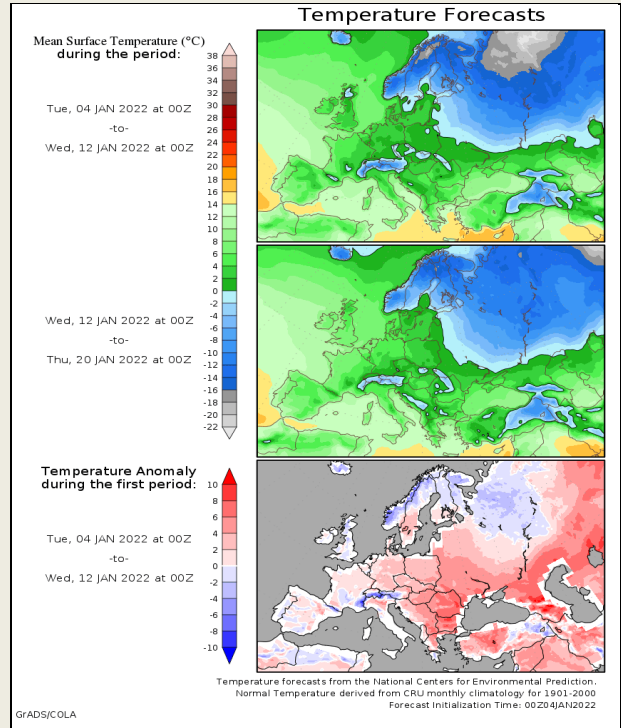 Temperature Forecasts
Mean Surface Temperature (°C)
during the period:
Tue, 04 JAN 2022 at 00Z
-to-
Wed, 12 JAN 2022 at 00Z
38
36
34
32
30
28
26
24
22
20
18
16
14
12
10
8
6
4
2
0
-2
-4
-6
-8
-10
-12
-14
-16
-18
-20
-22
Wed, 12 JAN 2022 at 00Z
-to-
Thu, 20 JAN 2022 at 00Z
Temperature Anomaly
during the first period:
Tue, 04 JAN 2022 at 00Z
-to-
Wed, 12 JAN 2022 at 00Z
10
8
6
4
2
0
-2
-4
-6
-8
-10
Temperature forecasts from the National Centers for Environmental Prediction.
Normal Temperature derived from CRU monthly climatology for 1901-2000
Forecast Initialization Time: 00Z04JAN2022
GrADS/COLA